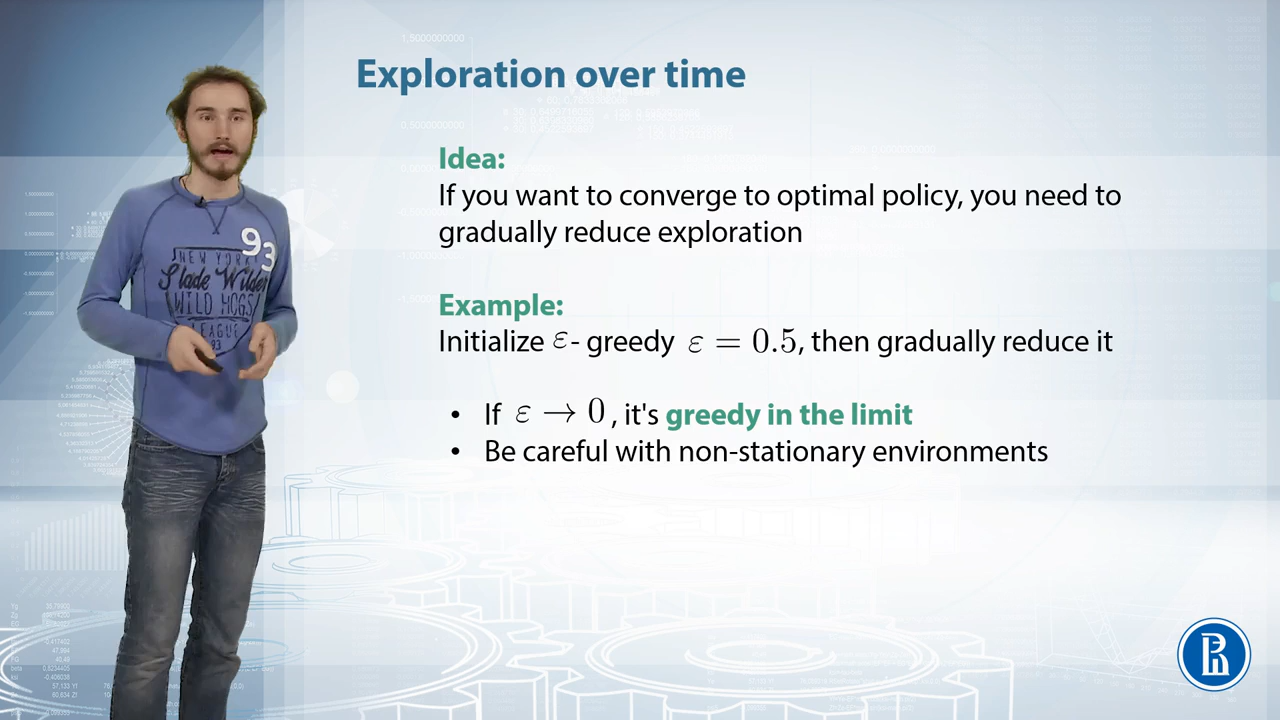 Exploration over time
Idea:
If you want to converge to optimal policy, you need to
gradually reduce exploration
Example:
Initialize ε- greedy ε = 0.5, then gradually reduce it
• If ε → 0, it's greedy in the limit
• Be careful with non-stationary environments
93
NEW YORK
Slade Wilder
WILD HOGS
LEAGUE
93